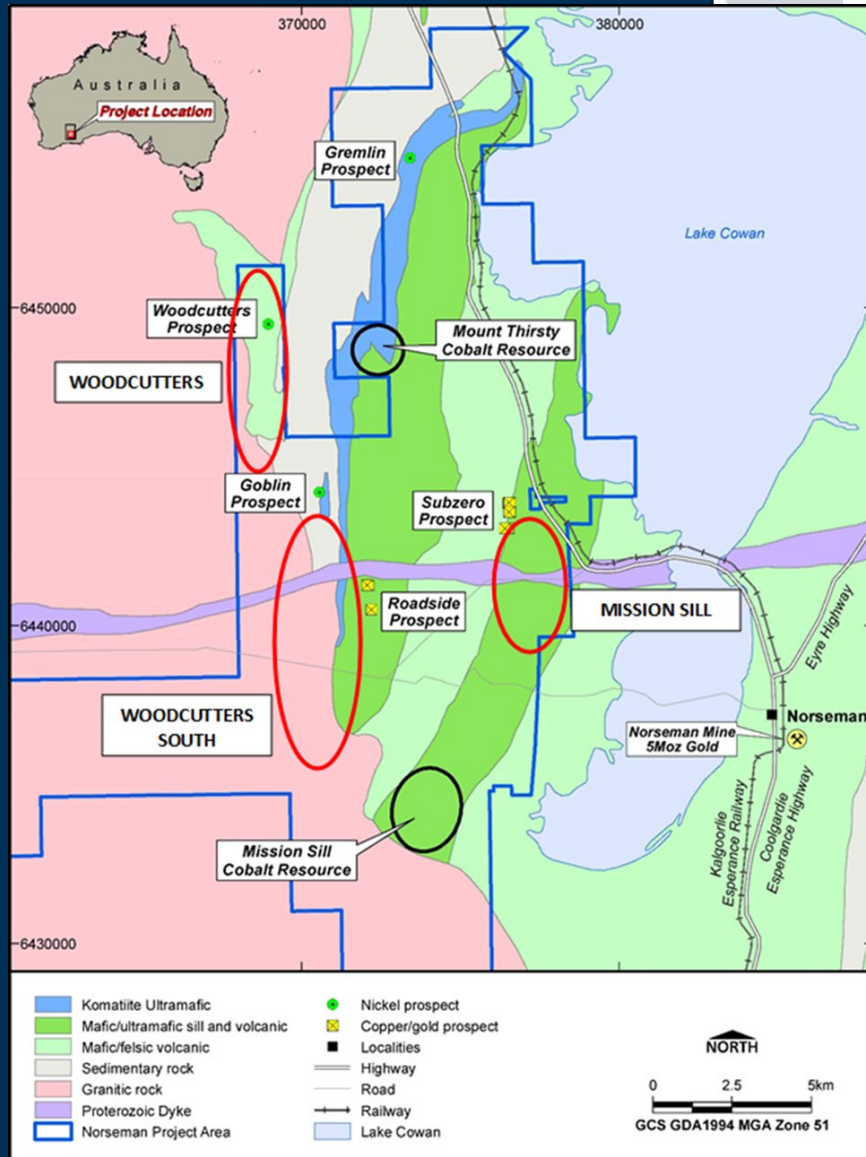 370000
380000
Australia
Project Location
Gremlin
Prospect
Lake Cowan
6450000
Woodcutters
Prospect
Mount Thirsty
Cobalt Resource
WOODCUTTERS
Goblin
Prospect
Subzero
Prospect
6440000
Roadside
Prospect
MISSION SILL
Eyre Highway
WOODCUTTERS
SOUTH
Norseman
Norseman Mine
5Moz Gold
Mission Sill
Cobalt Resource
Kalgoorlie
Esperance Railway
Coolgardie
Esperance Highway
6430000
Komatiite Ultramafic
Mafic/ultramafic sill and volcanic
Mafic/felsic volcanic
Sedimentary rock
Granitic rock
Proterozoic Dyke
Norseman Project Area
Nickel prospect
Copper/gold prospect
Localities
Highway
Road
Railway
Lake Cowan
NORTH
0 2.5 5km
GCS GDA1994 MGA Zone 51